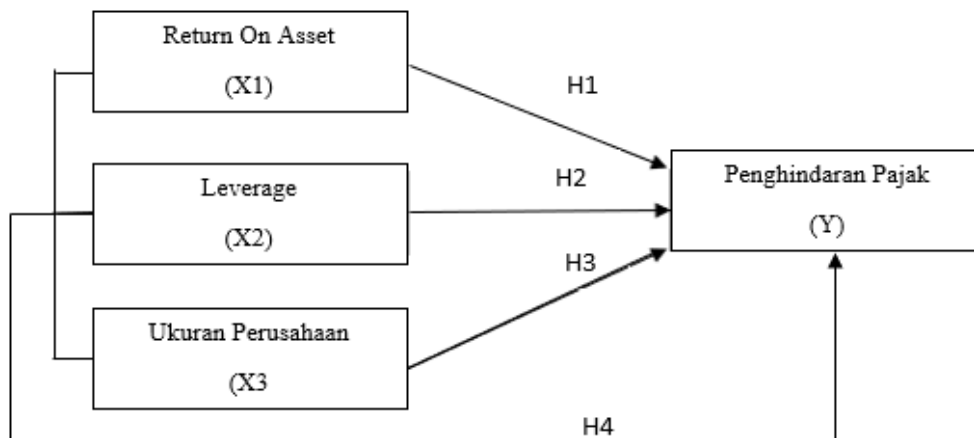 Return On Asset
(X1)
H1
Leverage
(X2)
H2
Penghindaran Pajak
(Y)
H3
Ukuran Perusahaan
(X3
H4